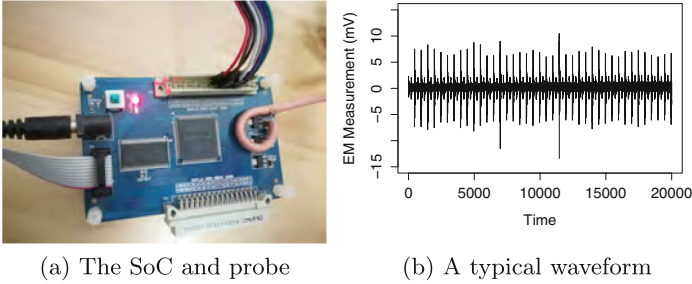 EM Measurement (mV)
15
10
5
0
−5
−15
0
5000
10000
15000
20000
Time
(a) The SoC and probe
(b) A typical waveform